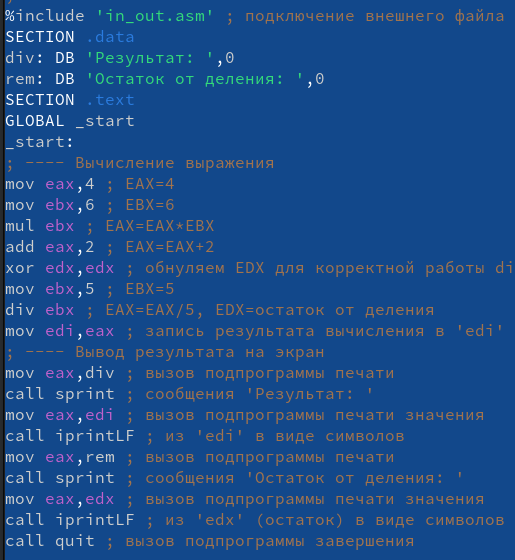 ;
%include 'in_out.asm' ; подключение внешнего файла
SECTION .data
div: DB 'Результат: ',0
rem: DB 'Остаток от деления: ',0
SECTION .text
GLOBAL _start
_start:
; ---- Вычисление выражения
mov eax,4 ; EAX=4
mov ebx,6 ; EBX=6
mul ebx ; EAX=EAX*EBX
add eax,2 ; EAX=EAX+2
xor edx,edx ; обнуляем EDX для корректной работы di
mov ebx,5 ; EBX=5
div ebx ; EAX=EAX/5, EDX=остаток от деления
mov edi,eax ; запись результата вычисления в 'edi'
; ---- Вывод результата на экран
mov eax,div ; вызов подпрограммы печати
call sprint ; сообщения 'Результат: '
mov eax,edi ; вызов подпрограммы печати значения
call iprintLF ; из 'edi' в виде символов
mov eax,rem ; вызов подпрограммы печати
call sprint ; сообщения 'Остаток от деления: '
mov eax,edx ; вызов подпрограммы печати значения
call iprintLF ; из 'edx' (остаток) в виде символов
call quit ; вызов подпрограммы завершения